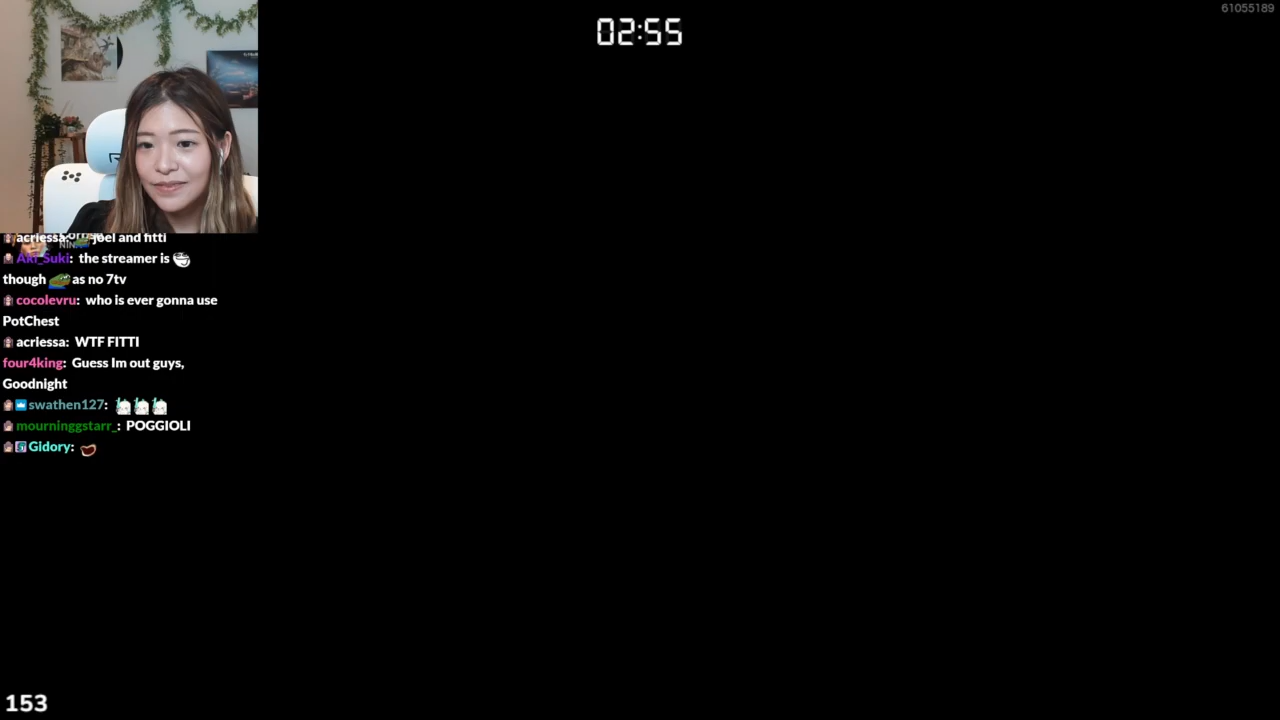 61055189
02:55
acriessa: joel and fitti
Aki_Suki: the streamer is
though as no 7tv
cocolevru: who is ever gonna use
PotChest
acriessa: WTF FITTI
four4king: Guess Im out guys,
Goodnight
swathen127:
mourninggstarr_: POGGIOLI
Gidory:
153